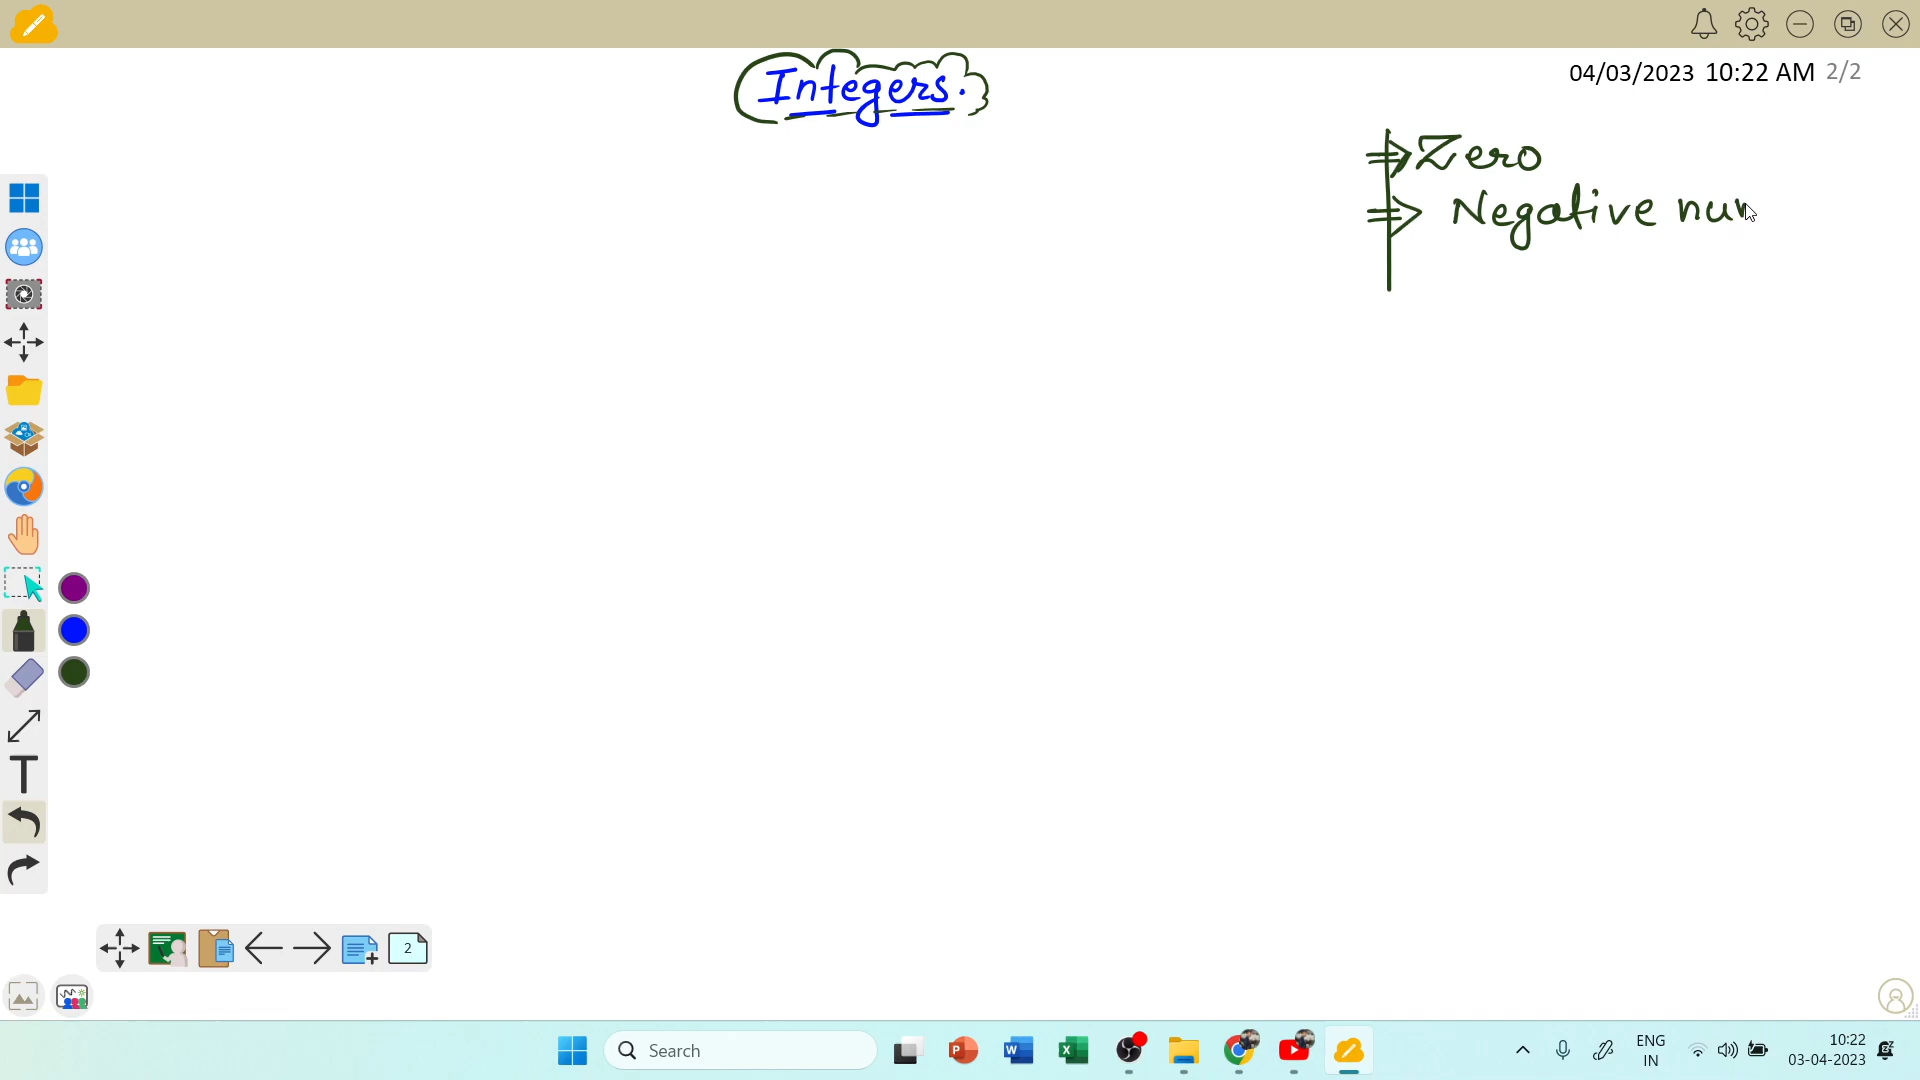 Integers.
04/03/2023 10:22 AM 2/2
Zero
Negative nur
2
Search
ENG
IN
10:22
03-04-2023